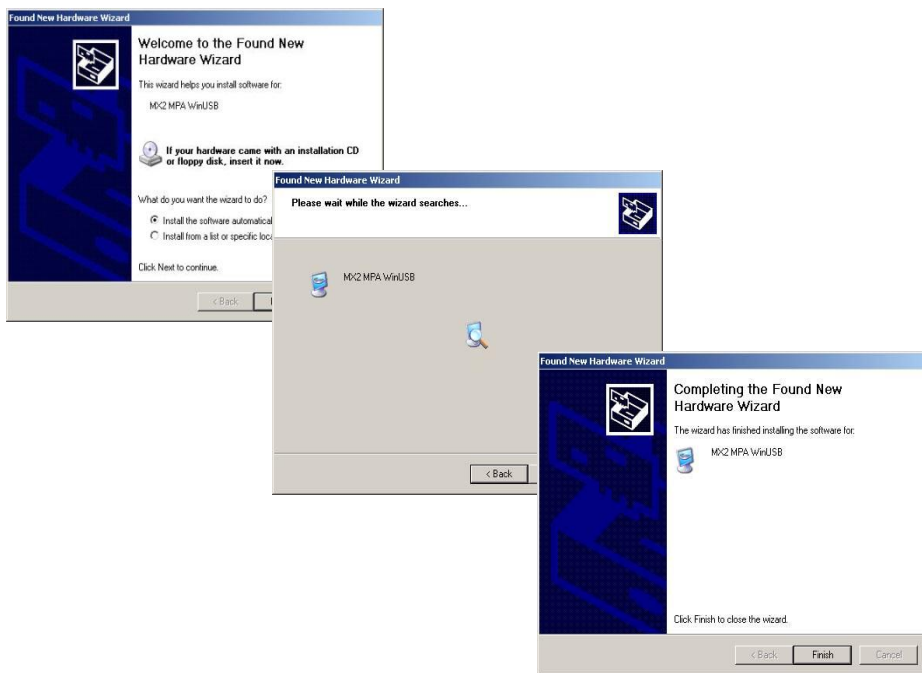 Found New Hardware Wizard
Welcome to the Found New
Hardware Wizard
This wizard helps you install software for:
MX2 MPA WinUSB
If your hardware came with an installation CD
or floppy disk, insert it now.
What do you want the wizard to do?
Install the software
Install from a list or specific
Click Next to continue.
< Back
Found New Hardware Wizard
Please wait while the wizard searches...
MX2 MPA WinUSB
< Back
Found New Hardware Wizard
Completing the Found New
Hardware Wizard
The wizard has finished installing the software for:
MX2 MPA WinUSB
Click Finish to close the wizard.
< Back
Finish
Cancel